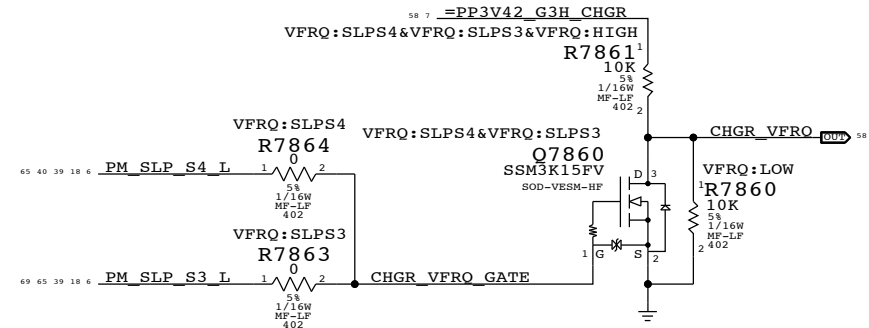 58 7 =PP3V42_G3H_CHGR
VFRQ:SLPS4&VFRQ:SLPS3&VFRQ:HIGH
R7861
1
10K
5%
1/16W
MF-LF
402
2
VFRQ:SLPS4
R7864
0
65 40 39 18 6 PM_SLP_S4_L 1 2
5%
1/16W
MF-LF
402
VFRQ:SLPS4&VFRQ:SLPS3
Q7860
SSM3K15FV
SOD-VESM-HF
D 3
1 G S 2
CHGR_VFRQ OUT 58
VFRQ:LOW
1
R7860
10K
5%
1/16W
MF-LF
402
2
VFRQ:SLPS3
R7863
0
69 65 39 18 6 PM_SLP_S3_L 1 2 CHGR_VFRQ_GATE
5%
1/16W
MF-LF
402